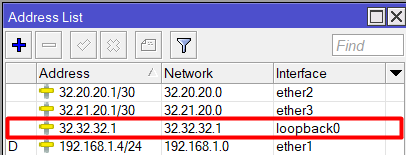 Address List
Find
Address Network Interface
32.20.20.1/30 32.20.20.0 ether2
32.21.20.1/30 32.21.20.0 ether3
32.32.32.1 32.32.32.1 loopback0
D 192.168.1.4/24 192.168.1.0 ether1